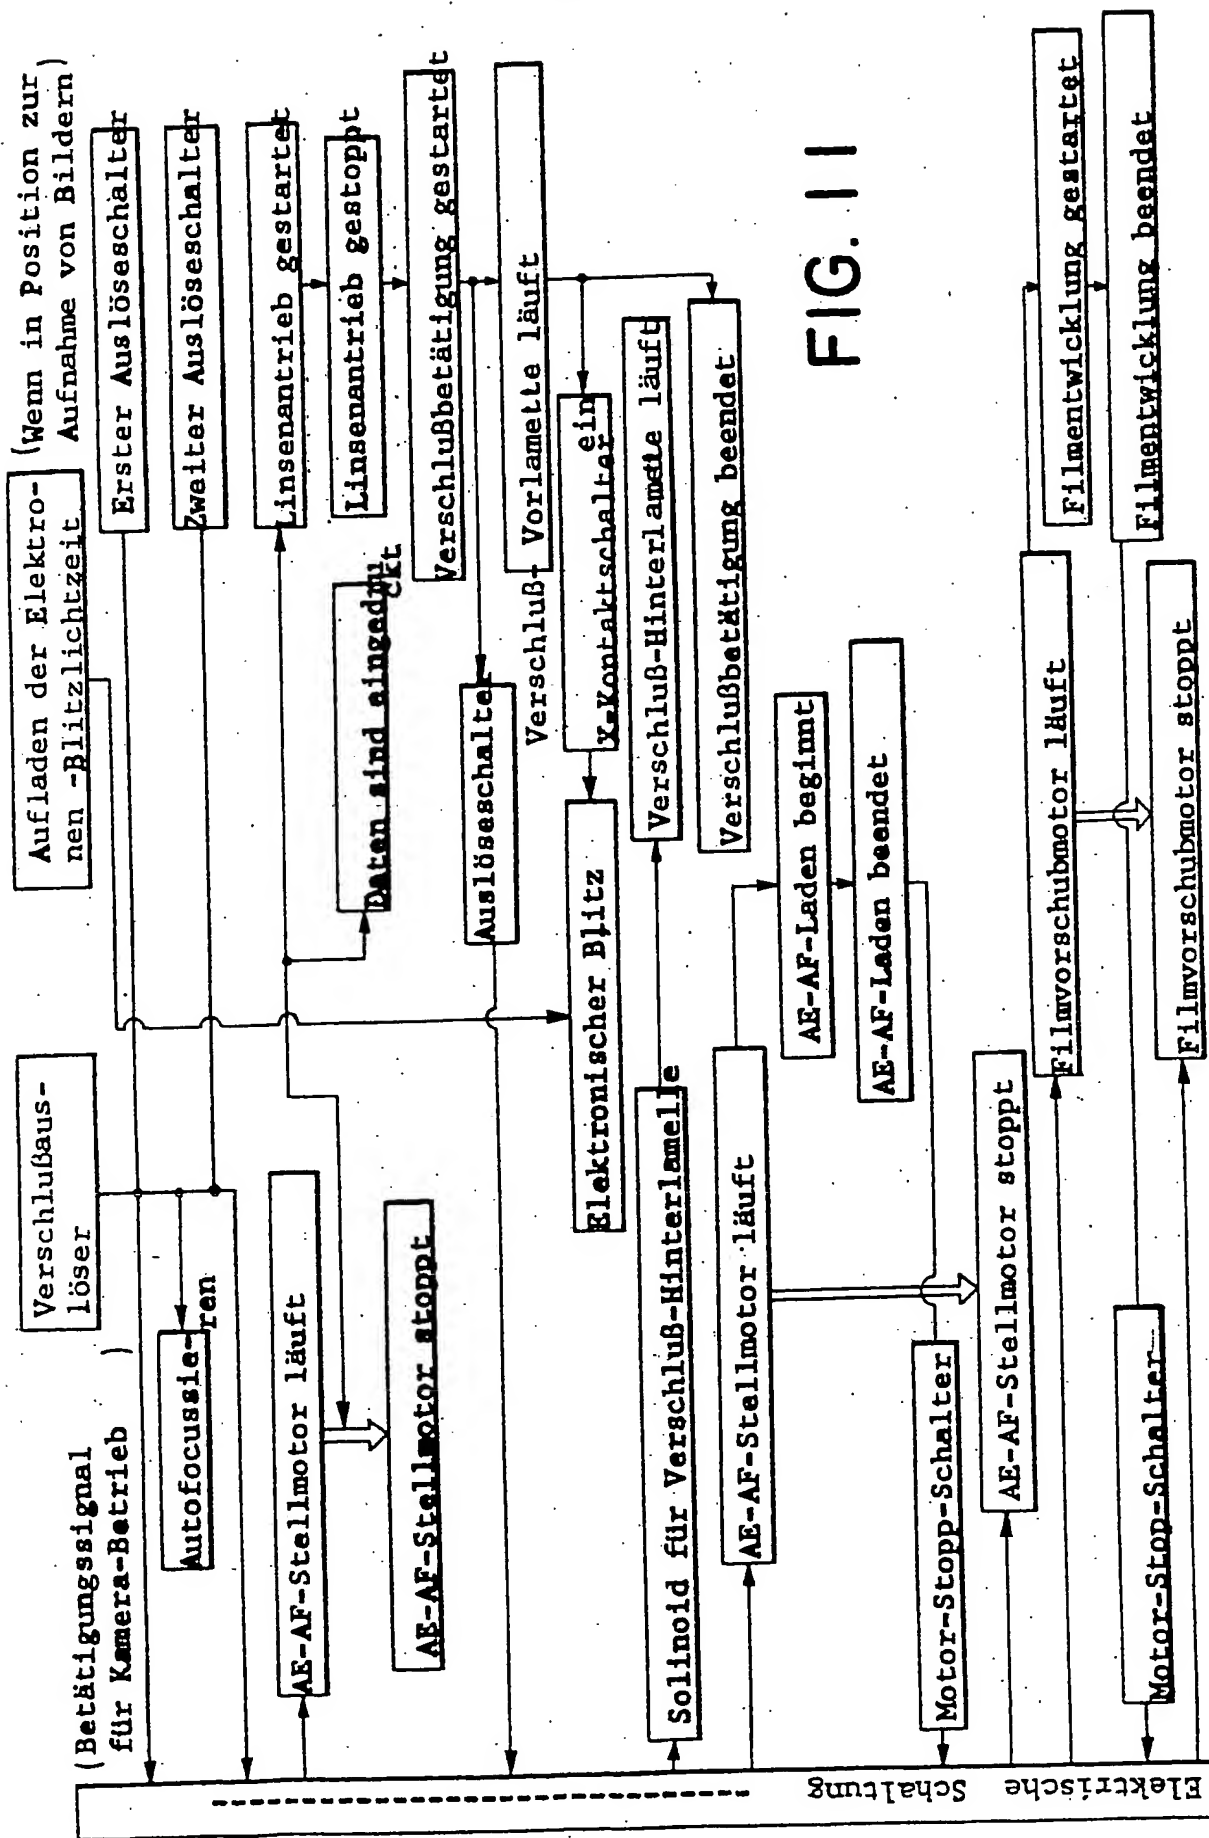 (Betätigungssignal
für Kamera-Betrieb)
Verschlußaus-
löser
Aufladen der Elektro-
nen -Blitzlichtzeit
(Wenn in Position zur
Aufnahme von Bildern)
Erster Auslöseschalter
Autofocussie-
ren
Zweiter Auslöseschalter
AE-AF-Stellmotor läuft
Linsenantrieb gestartet
AE-AF-Stellmotor stoppt
Daten sind eingedru
ckt
Linsenantrieb gestoppt
Verschlußbetätigung gestartet
Auslöseschalter
Verschluß- Vorlamelle läuft
Elektronischer Blitz
ein
X-Kontaktschalter
Solinoid für Verschluß-Hinterlamelle
Verschluß-Hinterlamelle läuft
Verschlußbetätigung beendet
AE-AF-Stellmotor läuft
AE-AF-Laden beginnt
FIG. 11
AE-AF-Laden beendet
Motor-Stopp-Schalter
AE-AF-Stellmotor stoppt
Filmvorschubmotor läuft
Filmentwicklung gestartet
Filmentwicklung beendet
Motor-Stop-Schalter
Filmvorschubmotor stoppt
Elektrische Schaltung